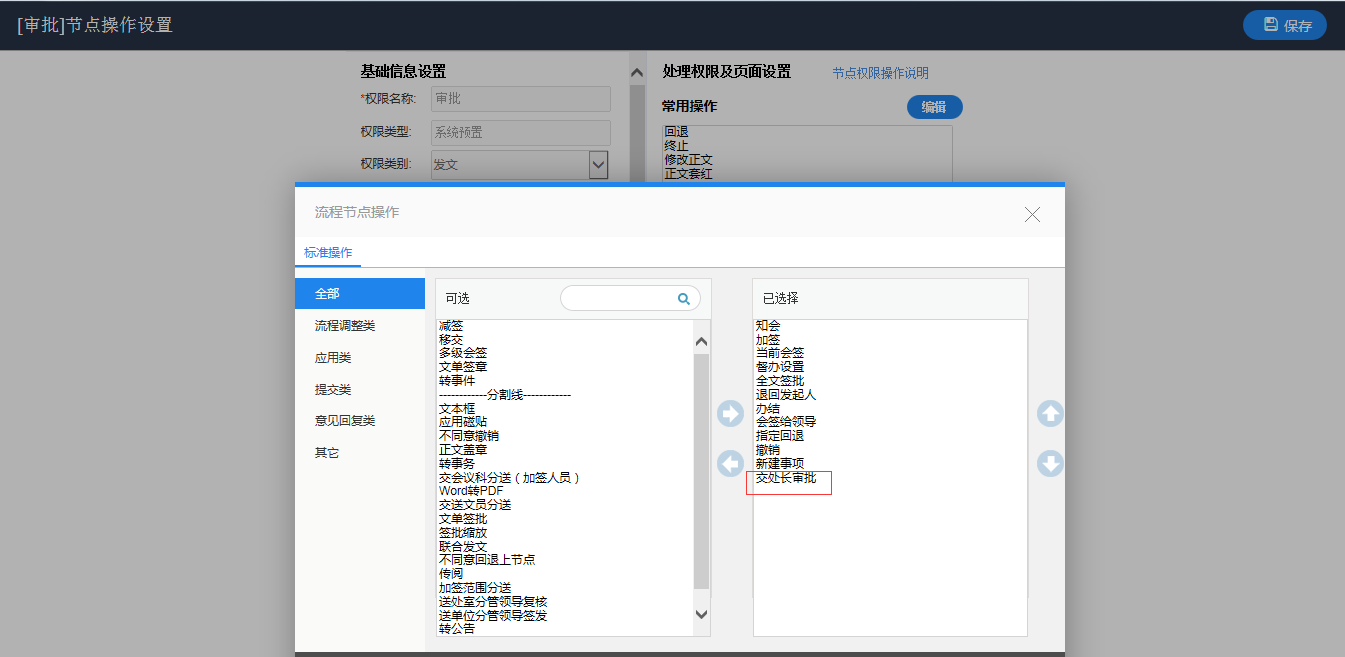 [审批]节点操作设置
保存
基础信息设置
*权限名称:
审批
权限类型:
系统预置
权限类别:
发文
处理权限及页面设置
节点权限操作说明
常用操作
编辑
回退
终止
修改正文
正文套红
流程节点操作
标准操作
全部
流程调整类
应用类
提交类
意见回复类
其它
可选
减签
移交
多级会签
文单签章
转事件
------------分割线------------
文本框
应用磁贴
不同意撤销
正文盖章
转事务
交会议科分送（加签人员）
Word转PDF
交送文员分送
文单签批
签批缩放
联合发文
不同意回退上节点
传阅
加签范围分送
送处室分管领导复核
送单位分管领导签发
转公告
已选择
知会
加签
当前会签
督办设置
全文签批
退回发起人
办结
会签给领导
指定回退
撤销
新建事项
交处长审批